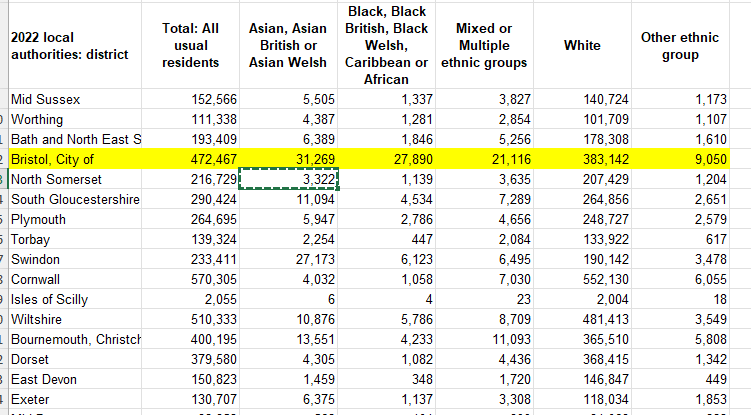 2022 local authorities: district	Total: All usual residents	Asian, Asian British or Asian Welsh	Black, Black British, Black Welsh, Caribbean or African	Mixed or Multiple ethnic groups	White	Other ethnic group
Mid Sussex	152,566	5,505	1,337	3,827	140,724	1,173
Worthing	111,338	4,387	1,281	2,854	101,709	1,107
Bath and North East S	193,409	6,389	1,846	5,256	178,308	1,610
Bristol, City of	472,467	31,269	27,890	21,116	383,142	9,050
North Somerset	216,729	3,322	1,139	3,635	207,429	1,204
South Gloucestershire	290,424	11,094	4,534	7,289	264,856	2,651
Plymouth	264,695	5,947	2,786	4,656	248,727	2,579
Torbay	139,324	2,254	447	2,084	133,922	617
Swindon	233,411	27,173	6,123	6,495	190,142	3,478
Cornwall	570,305	4,032	1,058	7,030	552,130	6,055
Isles of Scilly	2,055	6	4	23	2,004	18
Wiltshire	510,333	10,876	5,786	8,709	481,413	3,549
Bournemouth, Christch	400,195	13,551	4,233	11,093	365,510	5,808
Dorset	379,580	4,305	1,082	4,436	368,415	1,342
East Devon	150,823	1,459	348	1,720	146,847	449
Exeter	130,707	6,375	1,137	3,308	118,034	1,853